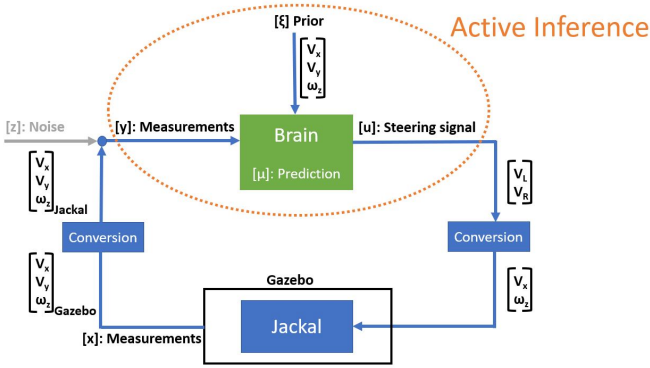 [ξ] Prior
Active Inference
Vx
Vy
ωz
[z]: Noise
[y]: Measurements
Brain
[μ]: Prediction
[u]: Steering signal
Vx
Vy
ωz
Jackal
VL
VR
Conversion
Conversion
Vx
Vy
ωz
Gazebo
Gazebo
Vx
ωz
Jackal
[x]: Measurements